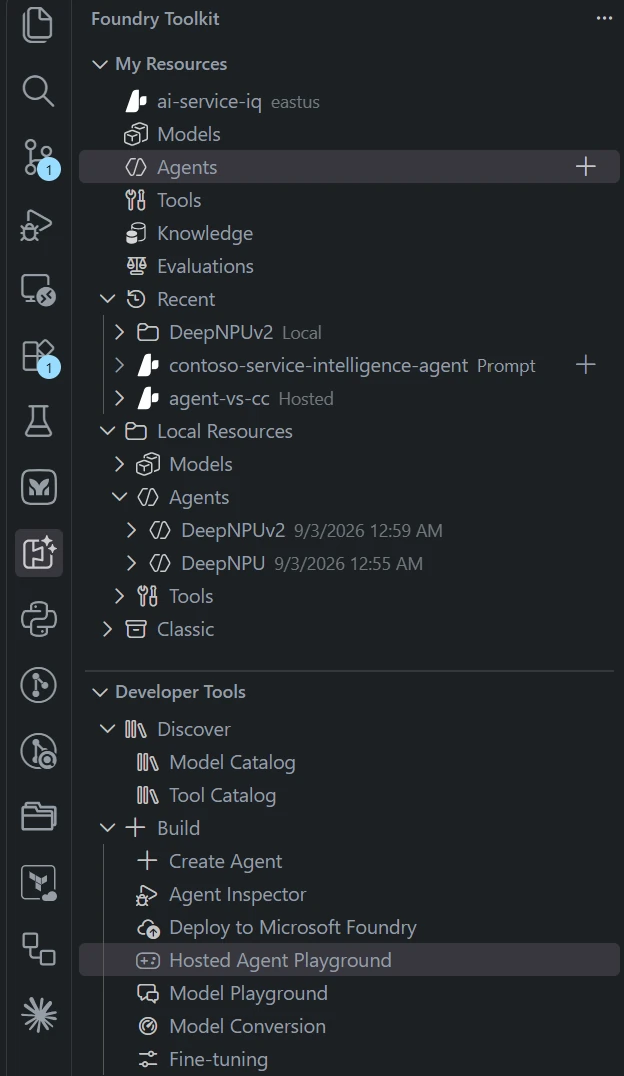 Foundry Toolkit
My Resources
ai-service-iq eastus
Models
1
Agents
Tools
Knowledge
Evaluations
Recent
DeepNPUv2 Local
1
contoso-service-intelligence-agent Prompt
agent-vs-cc Hosted
Local Resources
Models
Agents
DeepNPUv2 9/3/2026 12:59 AM
DeepNPU 9/3/2026 12:55 AM
Tools
Classic
Developer Tools
Discover
Model Catalog
Tool Catalog
Build
Create Agent
Agent Inspector
Deploy to Microsoft Foundry
Hosted Agent Playground
Model Playground
Model Conversion
Fine-tuning